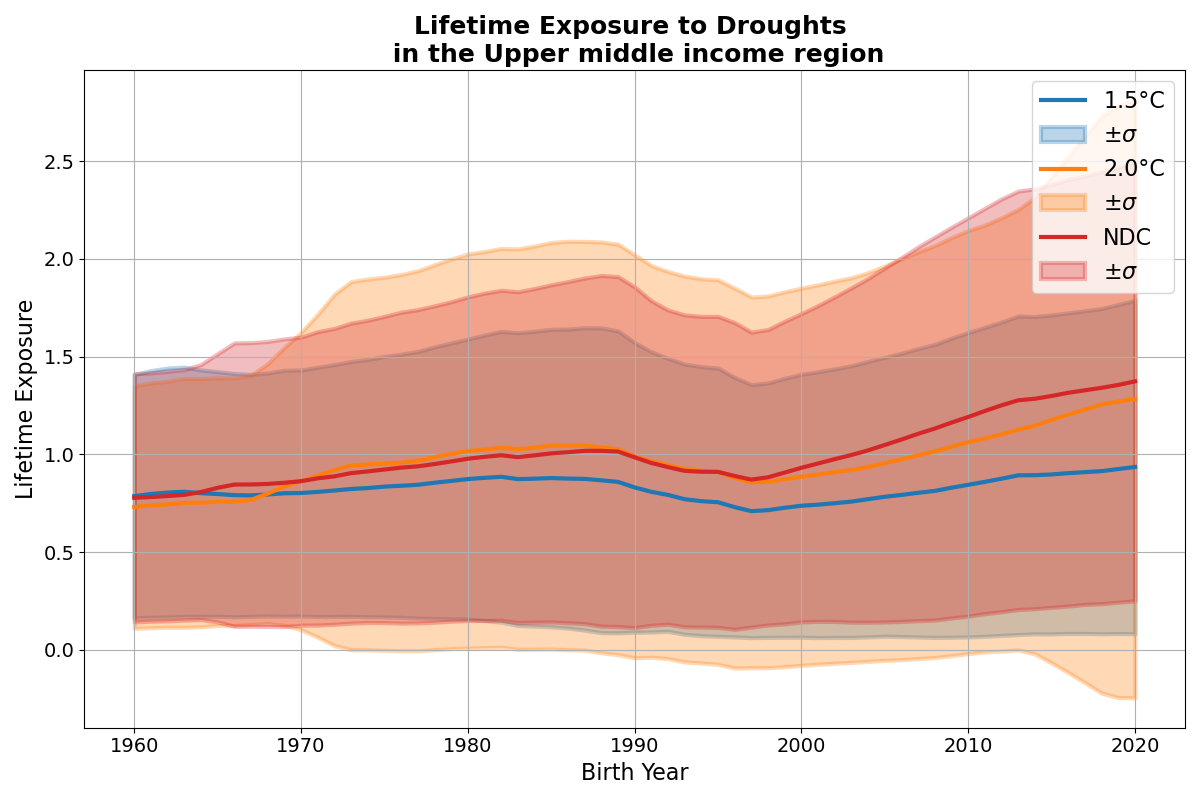 Lifetime Exposure to Droughts
in the Upper middle income region
Lifetime Exposure
2.5
2.0
1.5
1.0
0.5
0.0
1960 1970 1980 1990 2000 2010 2020
Birth Year
1.5°C
±σ
2.0°C
±σ
NDC
±σ